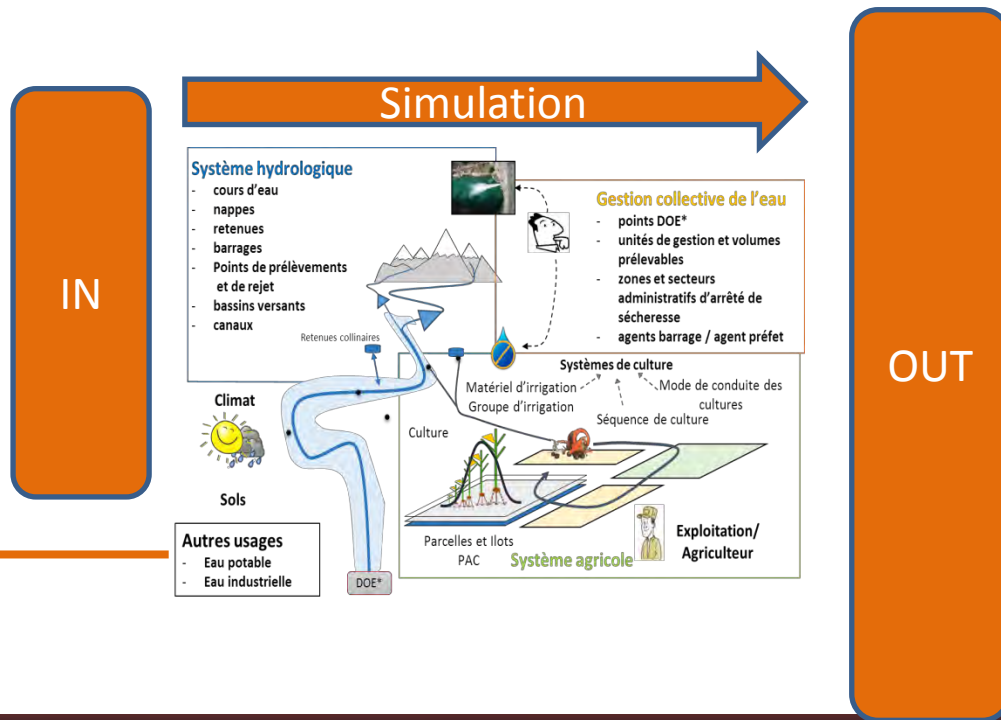 Simulation
IN
OUT
Système hydrologique
- cours d'eau
- nappes
- retenues
- barrages
- Points de prélèvements
et de rejet
- bassins versants
- canaux
Retenues collinaires
Gestion collective de l'eau
- points DOE*
- unités de gestion et volumes
prélevables
- zones et secteurs
administratifs d'arrêté de
sécheresse
- agents barrage / agent préfet
Systèmes de culture
Matériel d'irrigation
Groupe d'irrigation
Mode de conduite des
cultures
Séquence de culture
Climat
Culture
Sols
Parcelles et Ilots
PAC
Système agricole
Exploitation/
Agriculteur
Autres usages
- Eau potable
- Eau industrielle
DOE*